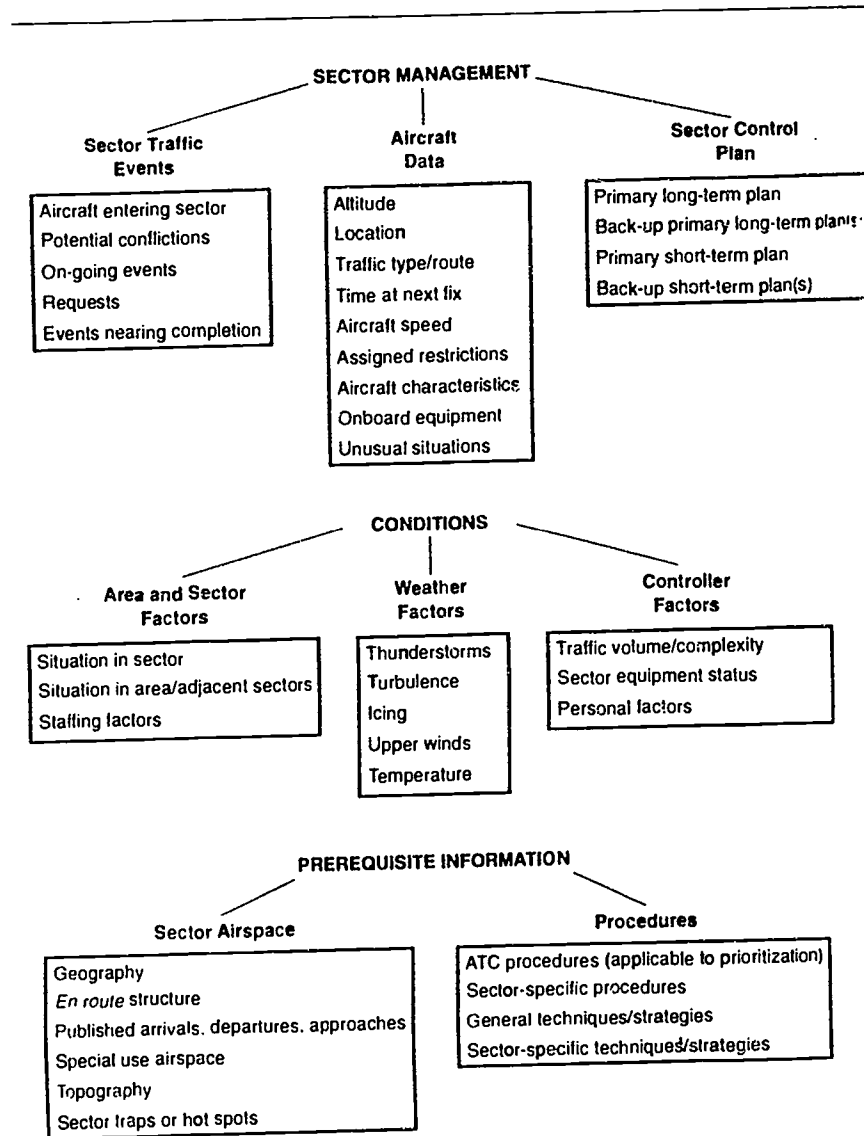 SECTOR MANAGEMENT
Sector Traffic
Events
Aircraft entering sector
Potential conflictions
On-going events
Requests
Events nearing completion
Aircraft
Data
Altitude
Location
Traffic type/route
Time at next fix
Aircraft speed
Assigned restrictions
Aircraft characteristics
Onboard equipment
Unusual situations
Sector Control
Plan
Primary long-term plan
Back-up primary long-term plan(s)
Primary short-term plan
Back-up short-term plan(s)
CONDITIONS
Area and Sector
Factors
Situation in sector
Situation in area/adjacent sectors
Staffing factors
Weather
Factors
Thunderstorms
Turbulence
Icing
Upper winds
Temperature
Controller
Factors
Traffic volume/complexity
Sector equipment status
Personal factors
PREREQUISITE INFORMATION
Sector Airspace
Geography
En route structure
Published arrivals, departures, approaches
Special use airspace
Topography
Sector traps or hot spots
Procedures
ATC procedures (applicable to prioritization)
Sector-specific procedures
General techniques/strategies
Sector-specific techniques/strategies